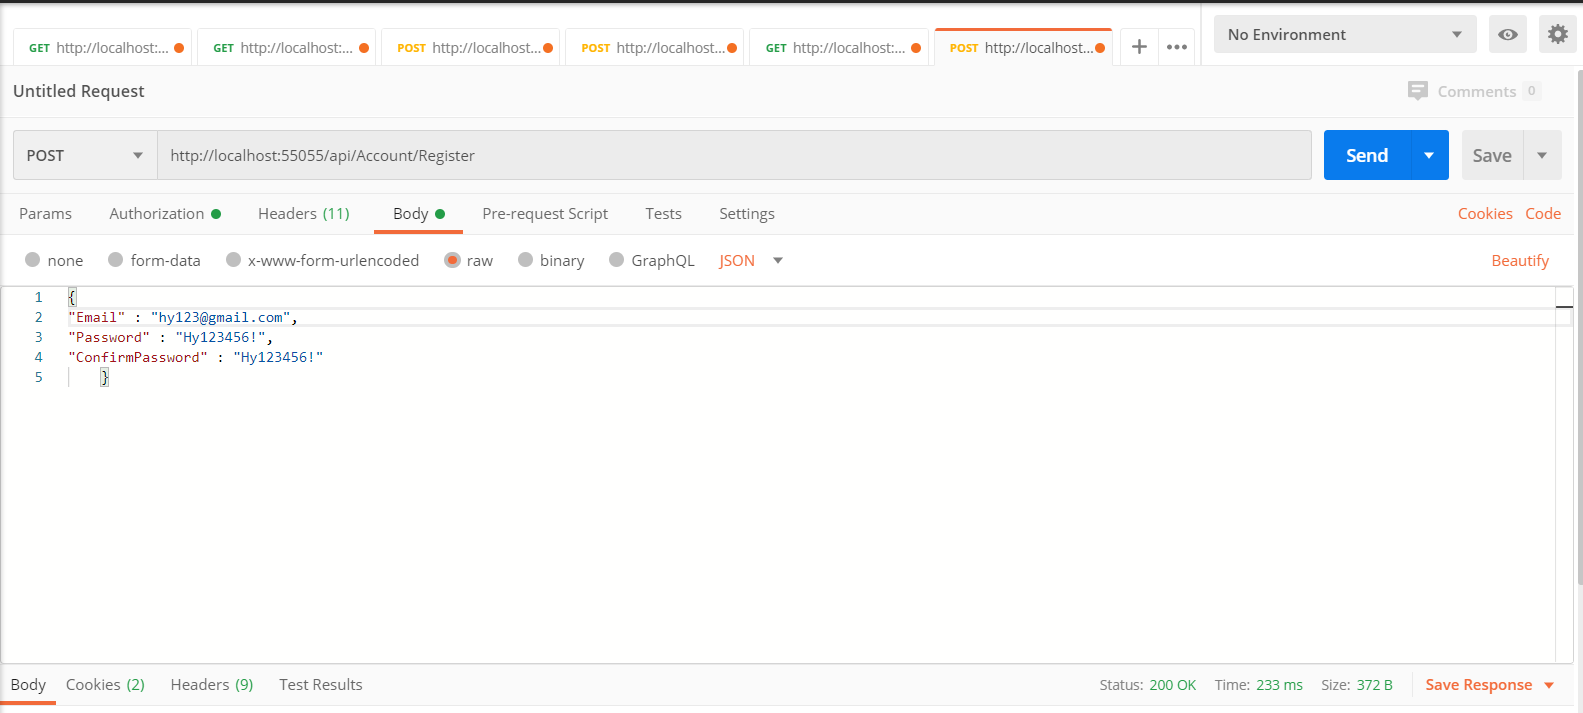 GET http://localhost:... GET http://localhost:... POST http://localhost... POST http://localhost... GET http://localhost:... POST http://localhost... + ••• No Environment
Untitled Request Comments 0
POST http://localhost:55055/api/Account/Register Send Save
Params Authorization Headers (11) Body Pre-request Script Tests Settings Cookies Code
none form-data x-www-form-urlencoded raw binary GraphQL JSON Beautify
1 {
2 "Email" : "hy123@gmail.com",
3 "Password" : "Hy123456!",
4 "ConfirmPassword" : "Hy123456!"
5 }
Body Cookies (2) Headers (9) Test Results Status: 200 OK Time: 233 ms Size: 372 B Save Response